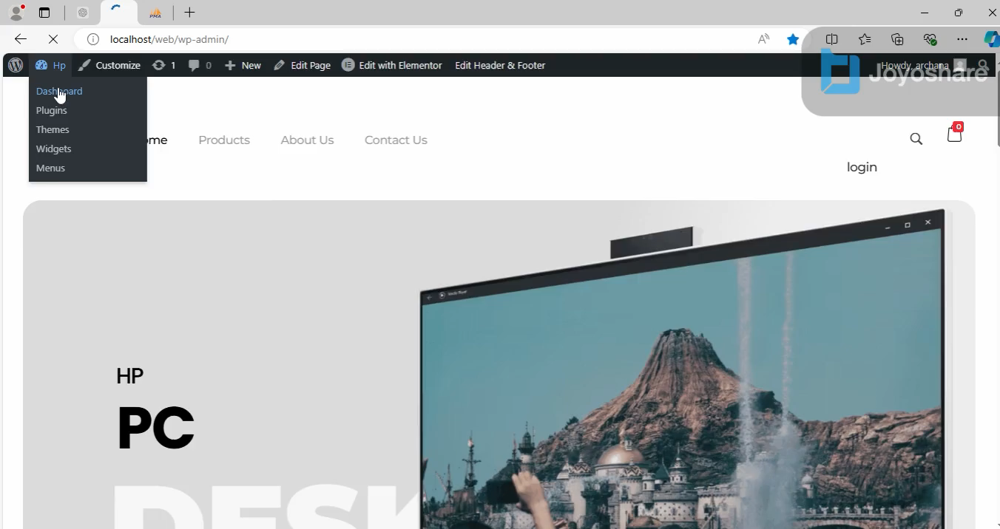 PMA
localhost/web/wp-admin/
Hp
Customize
1
0
New
Edit Page
Edit with Elementor
Edit Header & Footer
Howdy, archana
Joyoshare
Dashboard
Plugins
Themes
Widgets
Menus
ome
Products
About Us
Contact Us
0
login
HP
PC
DESK